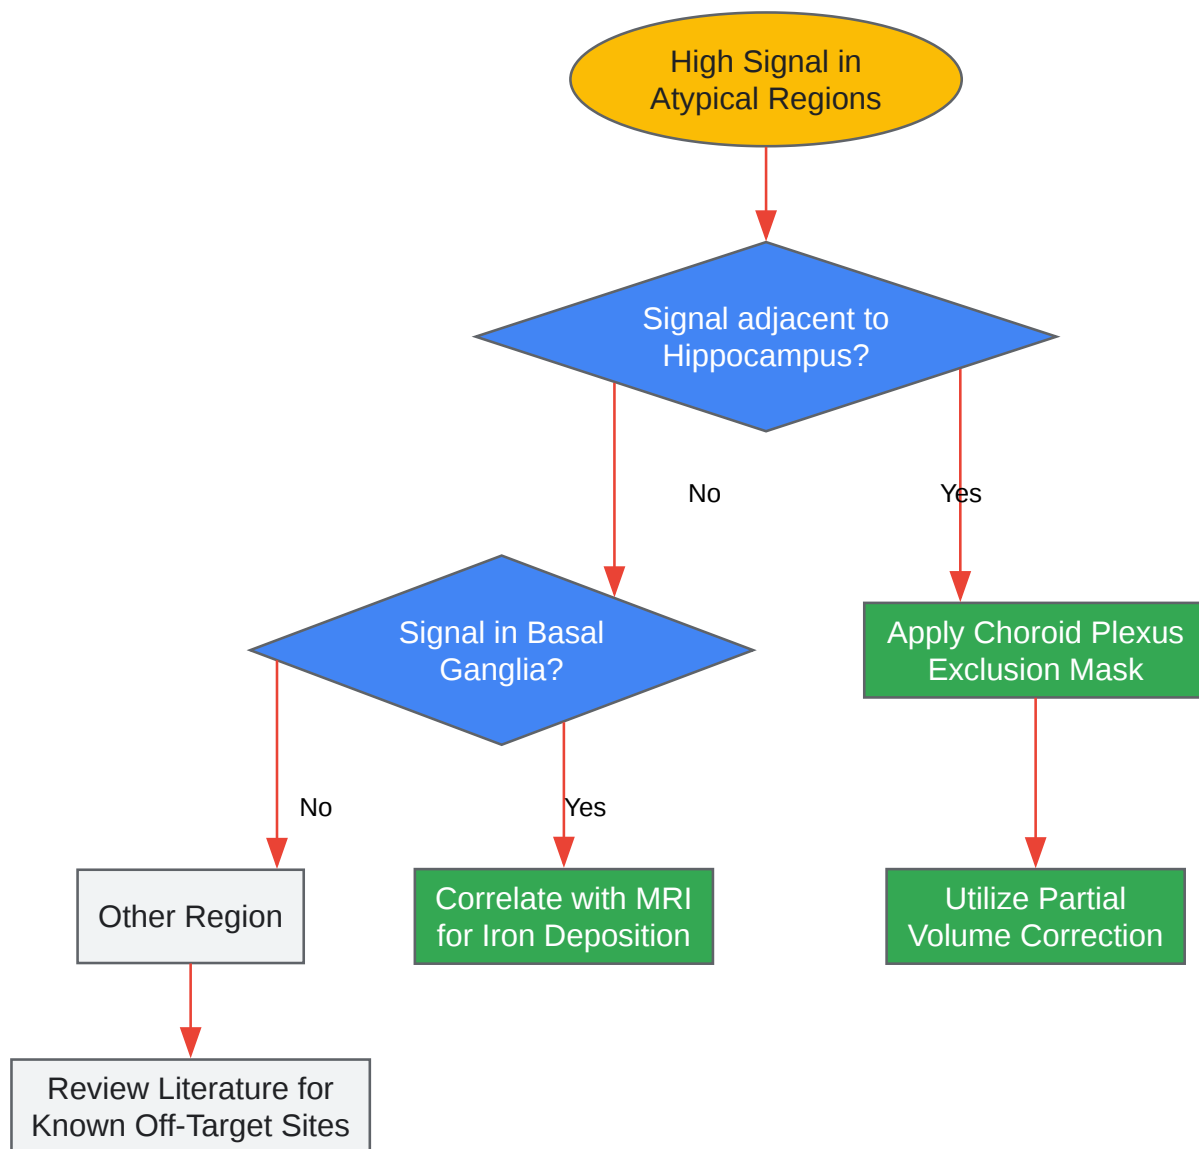 High Signal in
Atypical Regions
Signal adjacent to
Hippocampus?
No
Yes
Signal in Basal
Ganglia?
Apply Choroid Plexus
Exclusion Mask
No
Yes
Other Region
Correlate with MRI
for Iron Deposition
Utilize Partial
Volume Correction
Review Literature for
Known Off-Target Sites